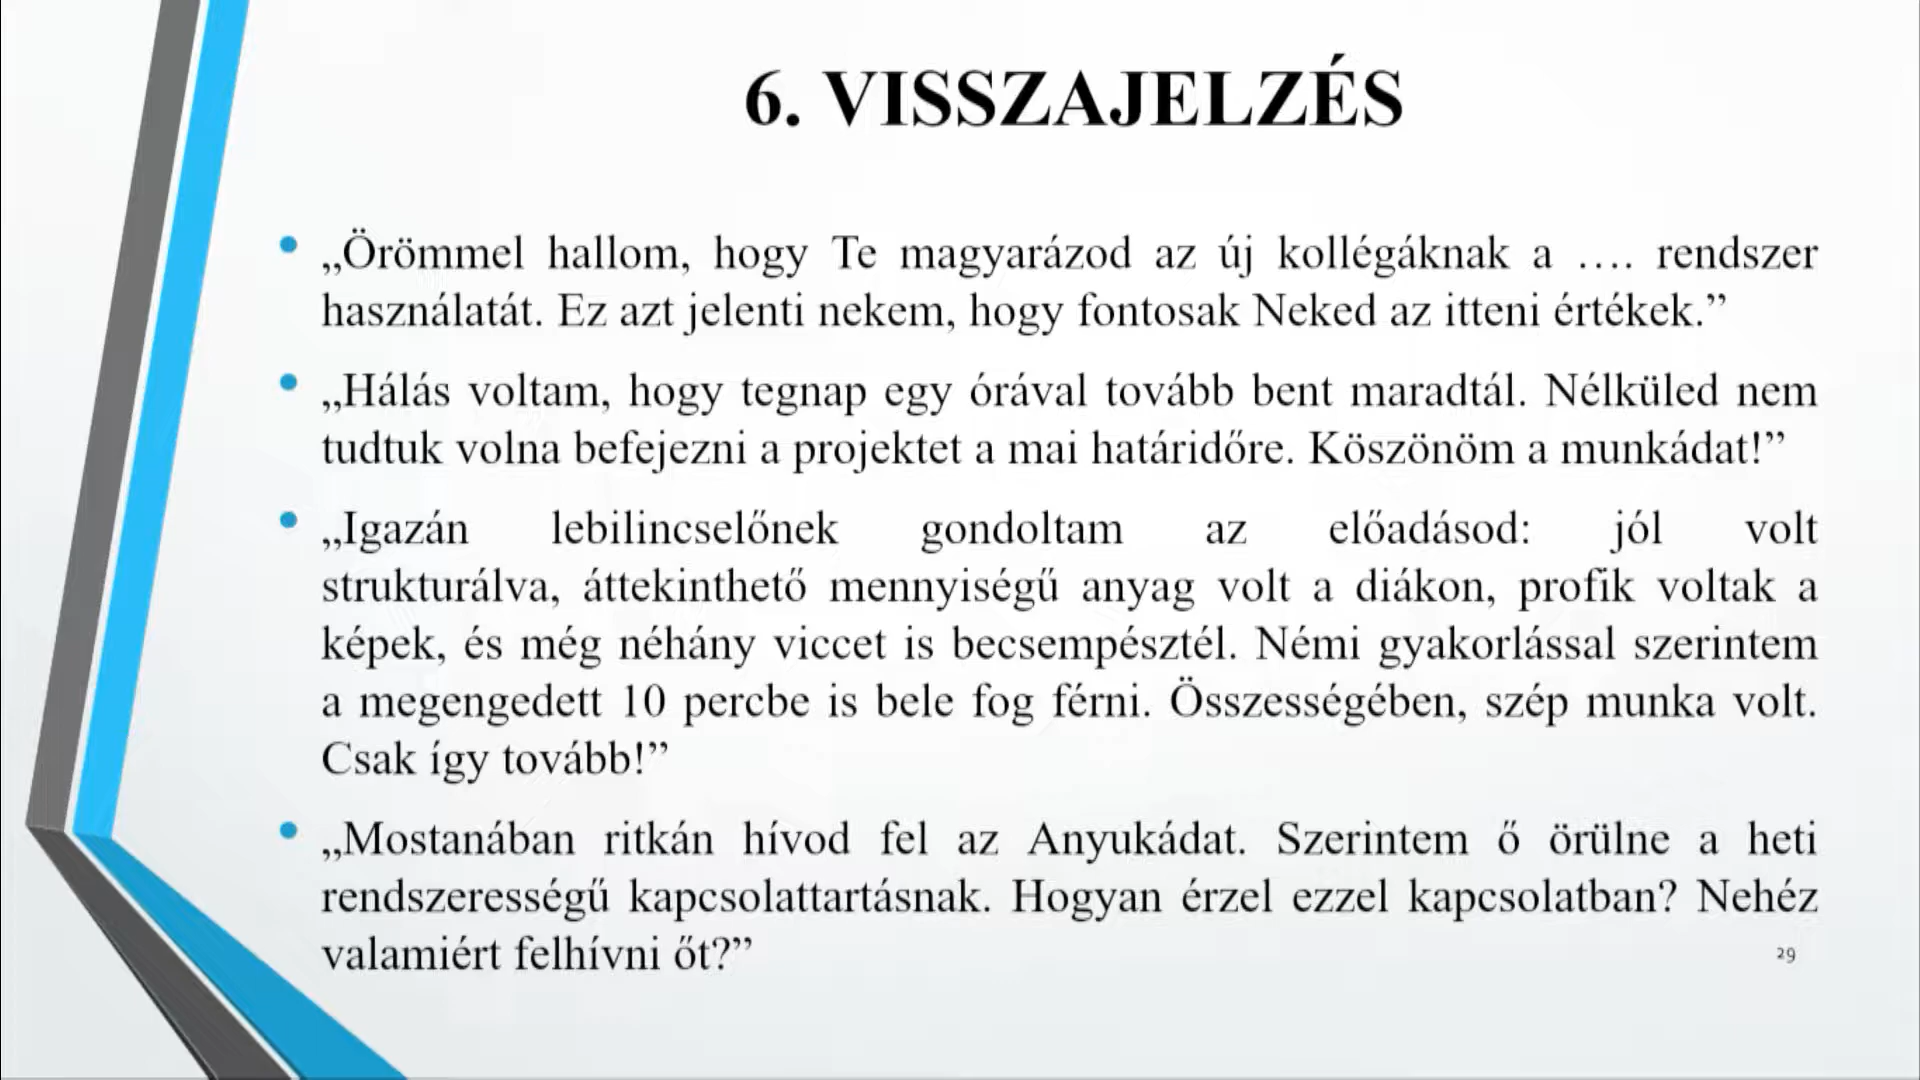 6. VISSZAJELZÉS
• „Örömmel hallom, hogy Te magyarázod az új kollégáknak a …. rendszer
használatát. Ez azt jelenti nekem, hogy fontosak Neked az itteni értékek.”
• „Hálás voltam, hogy tegnap egy órával tovább bent maradtál. Nélküled nem
tudtuk volna befejezni a projektet a mai határidőre. Köszönöm a munkádat!”
• „Igazán lebilincselőnek gondoltam az előadásod: jól volt
strukturálva, áttekinthető mennyiségű anyag volt a diákon, profik voltak a
képek, és még néhány viccet is becsempésztél. Némi gyakorlással szerintem
a megengedett 10 percbe is bele fog férni. Összességében, szép munka volt.
Csak így tovább!”
• „Mostanában ritkán hívod fel az Anyukádat. Szerintem ő örülne a heti
rendszerességű kapcsolattartásnak. Hogyan érzel ezzel kapcsolatban? Nehéz
valamiért felhívni őt?”
29